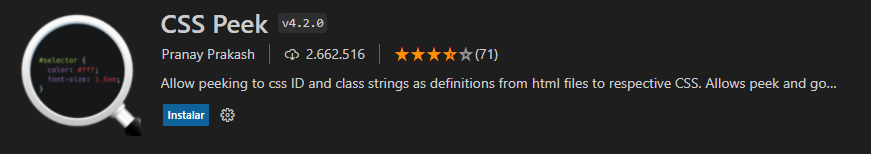 CSS Peek v4.2.0
Pranay Prakash 2.662.516 (71)
#selector {
color: #fff;
font-size: 1.6em;
}
Allow peeking to css ID and class strings as definitions from html files to respective CSS. Allows peek and go...
Instalar